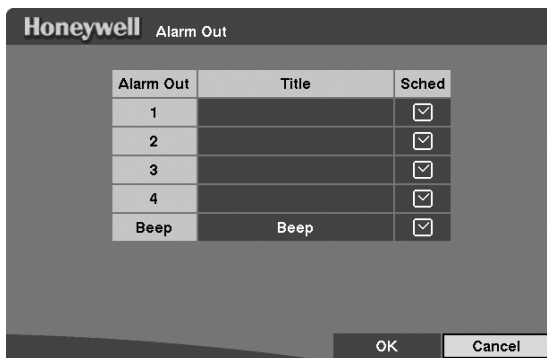 Honeywell Alarm Out
Alarm Out Title Sched
1
2
3
4
Beep Beep
OK Cancel